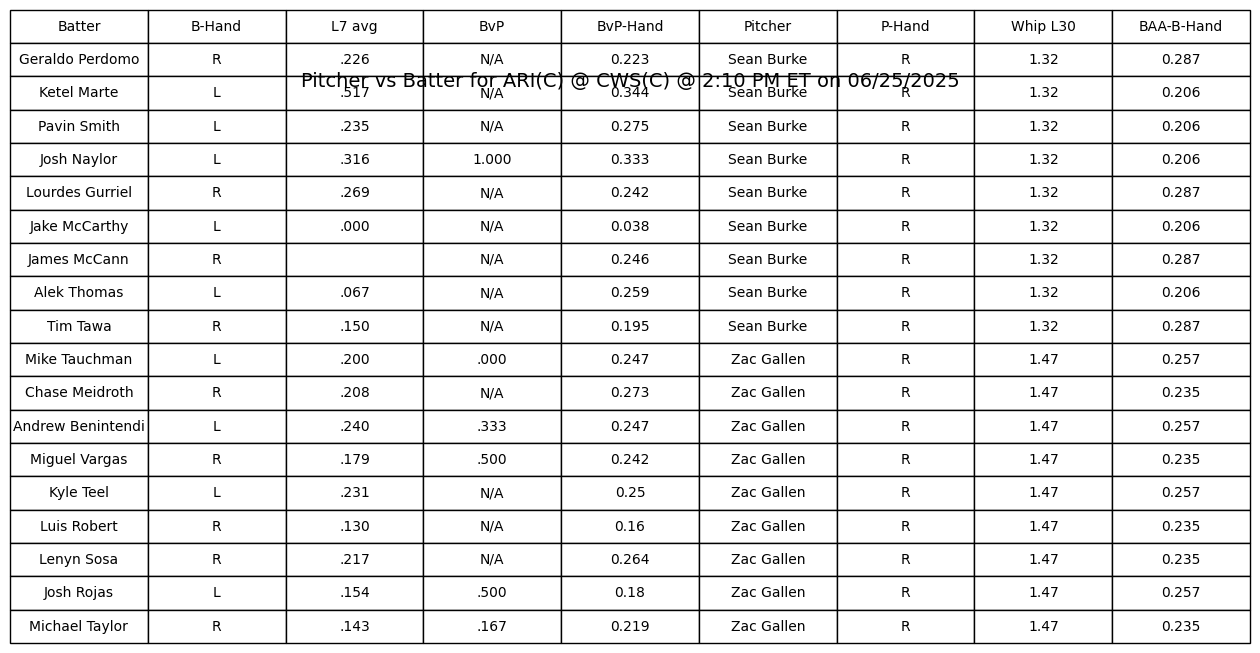 Batter B-Hand L7 avg BvP BvP-Hand Pitcher P-Hand Whip L30 BAA-B-Hand
Geraldo Perdomo R .226 N/A 0.223 Sean Burke R 1.32 0.287
Pitcher vs Batter for ARI(C) @ CWS(C) @ 2:10 PM ET on 06/25/2025
Ketel Marte L .517 N/A 0.344 Sean Burke R 1.32 0.206
Pavin Smith L .235 N/A 0.275 Sean Burke R 1.32 0.206
Josh Naylor L .316 1.000 0.333 Sean Burke R 1.32 0.206
Lourdes Gurriel R .269 N/A 0.242 Sean Burke R 1.32 0.287
Jake McCarthy L .000 N/A 0.038 Sean Burke R 1.32 0.206
James McCann R N/A 0.246 Sean Burke R 1.32 0.287
Alek Thomas L .067 N/A 0.259 Sean Burke R 1.32 0.206
Tim Tawa R .150 N/A 0.195 Sean Burke R 1.32 0.287
Mike Tauchman L .200 .000 0.247 Zac Gallen R 1.47 0.257
Chase Meidroth R .208 N/A 0.273 Zac Gallen R 1.47 0.235
Andrew Benintendi L .240 .333 0.247 Zac Gallen R 1.47 0.257
Miguel Vargas R .179 .500 0.242 Zac Gallen R 1.47 0.235
Kyle Teel L .231 N/A 0.25 Zac Gallen R 1.47 0.257
Luis Robert R .130 N/A 0.16 Zac Gallen R 1.47 0.235
Lenyn Sosa R .217 N/A 0.264 Zac Gallen R 1.47 0.235
Josh Rojas L .154 .500 0.18 Zac Gallen R 1.47 0.257
Michael Taylor R .143 .167 0.219 Zac Gallen R 1.47 0.235